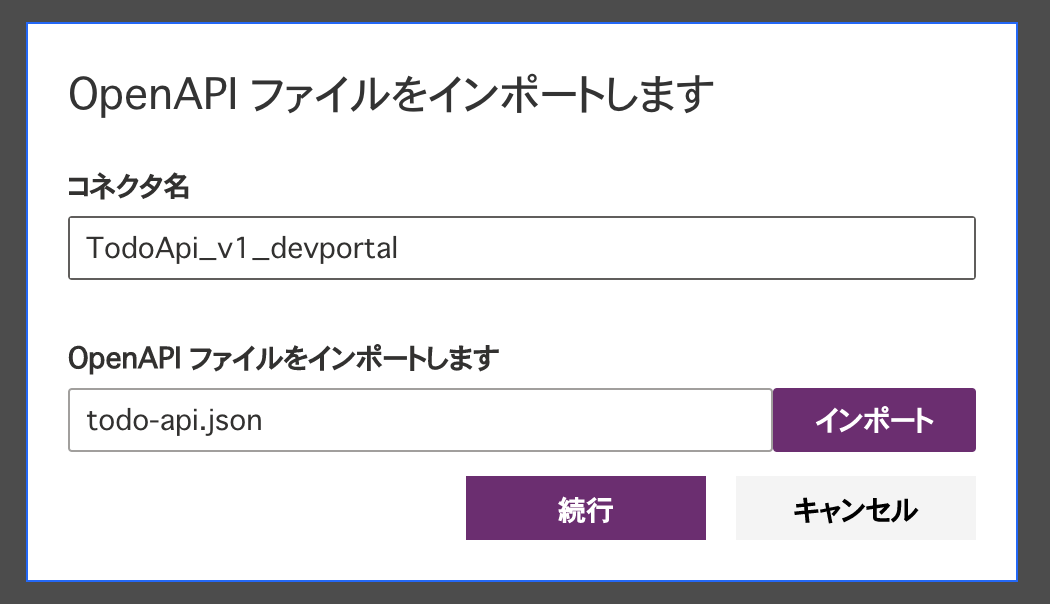 OpenAPI ファイルをインポートします
コネクタ名
TodoApi_v1_devportal
OpenAPI ファイルをインポートします
todo-api.json
インポート
続行
キャンセル